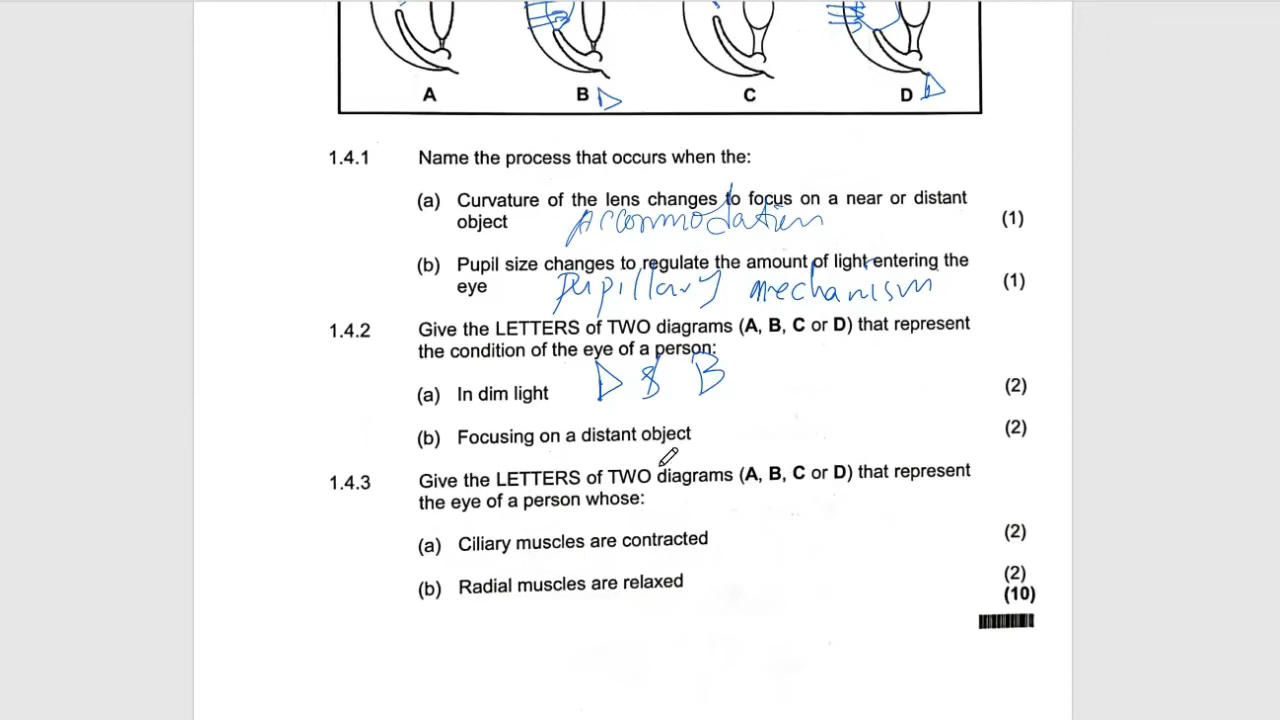 A B D C D D
1.4.1 Name the process that occurs when the:
(a) Curvature of the lens changes to focus on a near or distant
object Accommodation (1)
(b) Pupil size changes to regulate the amount of light entering the
eye Pupillary mechanism (1)
1.4.2 Give the LETTERS of TWO diagrams (A, B, C or D) that represent
the condition of the eye of a person:
(a) In dim light D & B (2)
(b) Focusing on a distant object (2)
1.4.3 Give the LETTERS of TWO diagrams (A, B, C or D) that represent
the eye of a person whose:
(a) Ciliary muscles are contracted (2)
(b) Radial muscles are relaxed (2)
(10)